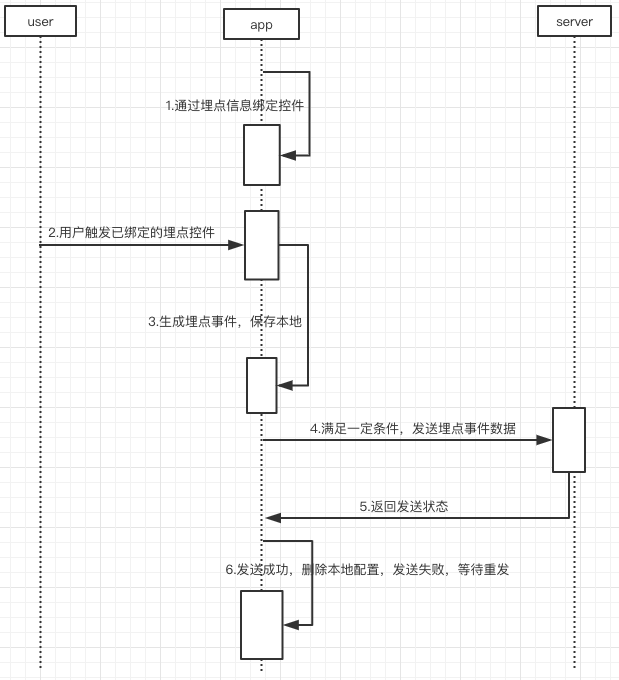 user
app
server
1.通过埋点信息绑定控件
2.用户触发已绑定的埋点控件
3.生成埋点事件，保存本地
4.满足一定条件，发送埋点事件数据
5.返回发送状态
6.发送成功，删除本地配置，发送失败，等待重发